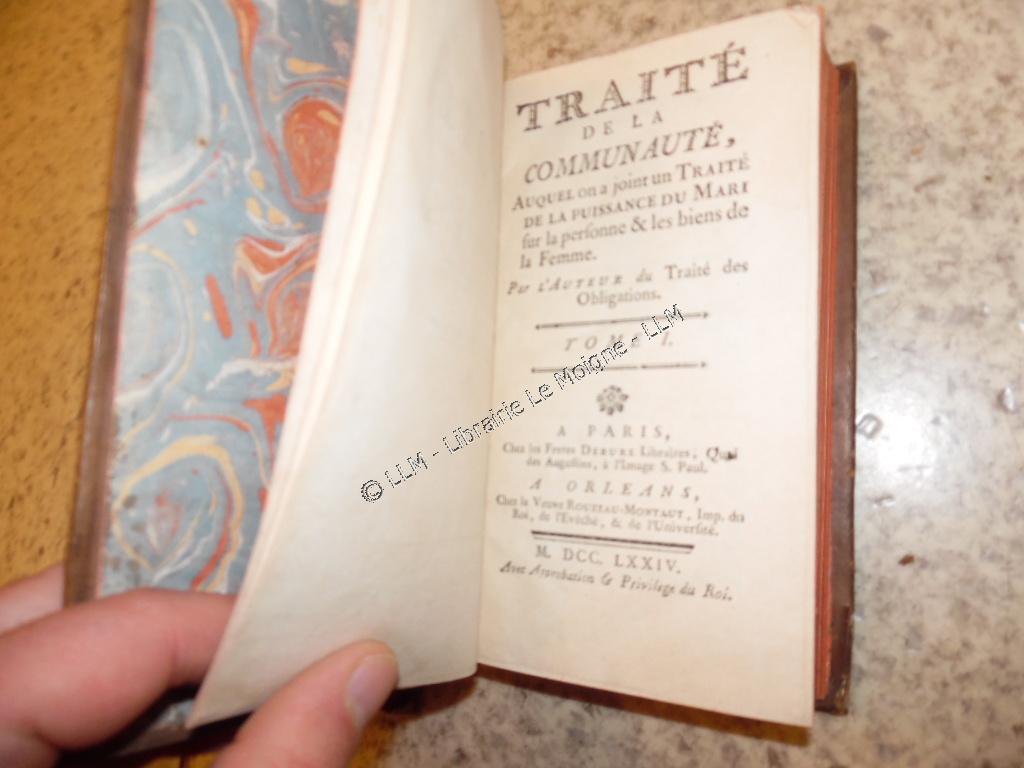 TRAITÉ
DE LA
COMMUNAUTÉ,
AUQUEL on a joint un TRAITÉ
DE LA PUISSANCE DU MARI
ſur la perſonne & les biens de
la Femme.
Par L'AUTEUR du Traité des
Obligations.
TOME I.
A PARIS,
Chez les Freres DEBURE Libraires, Quai
des Auguſtins, à l'Image S. Paul.
A ORLEANS,
Chez la Veuve ROUZEAU-MONTAUT, Imp. du
Roi, de l'Evêché, & de l'Univerſité.
M. DCC. LXXIV.
Avec Approbation & Privilege du Roi.
© LLM - Librairie Le Moigne - LLM